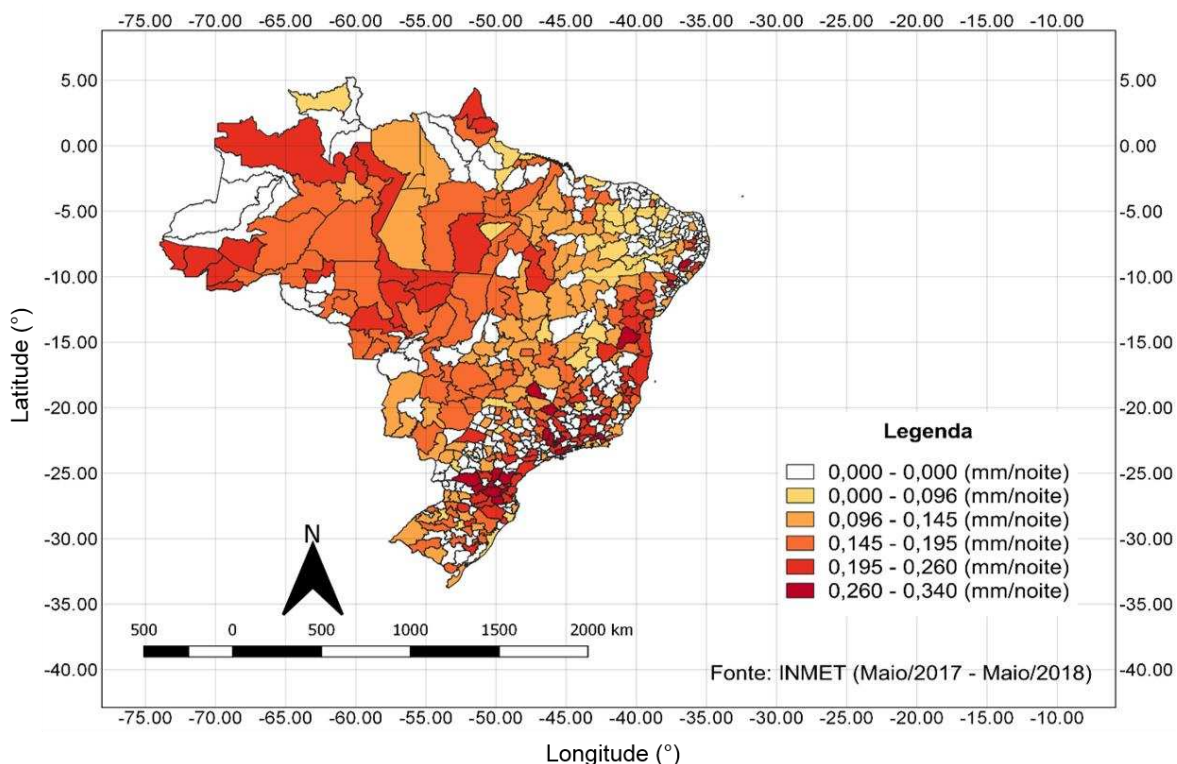 -75.00 -70.00 -65.00 -60.00 -55.00 -50.00 -45.00 -40.00 -35.00 -30.00 -25.00 -20.00 -15.00 -10.00
5.00 5.00
0.00 0.00
-5.00 -5.00
-10.00 -10.00
-15.00 -15.00
Latitude (°)
-20.00 -20.00
Legenda
-25.00 -25.00
0,000 - 0,000 (mm/noite)
0,000 - 0,096 (mm/noite)
0,096 - 0,145 (mm/noite)
0,145 - 0,195 (mm/noite)
0,195 - 0,260 (mm/noite)
0,260 - 0,340 (mm/noite)
N
-30.00 -30.00
-35.00 -35.00
500 0 500 1000 1500 2000 km
-40.00 -40.00
Fonte: INMET (Maio/2017 - Maio/2018)
-75.00 -70.00 -65.00 -60.00 -55.00 -50.00 -45.00 -40.00 -35.00 -30.00 -25.00 -20.00 -15.00 -10.00
Longitude (°)